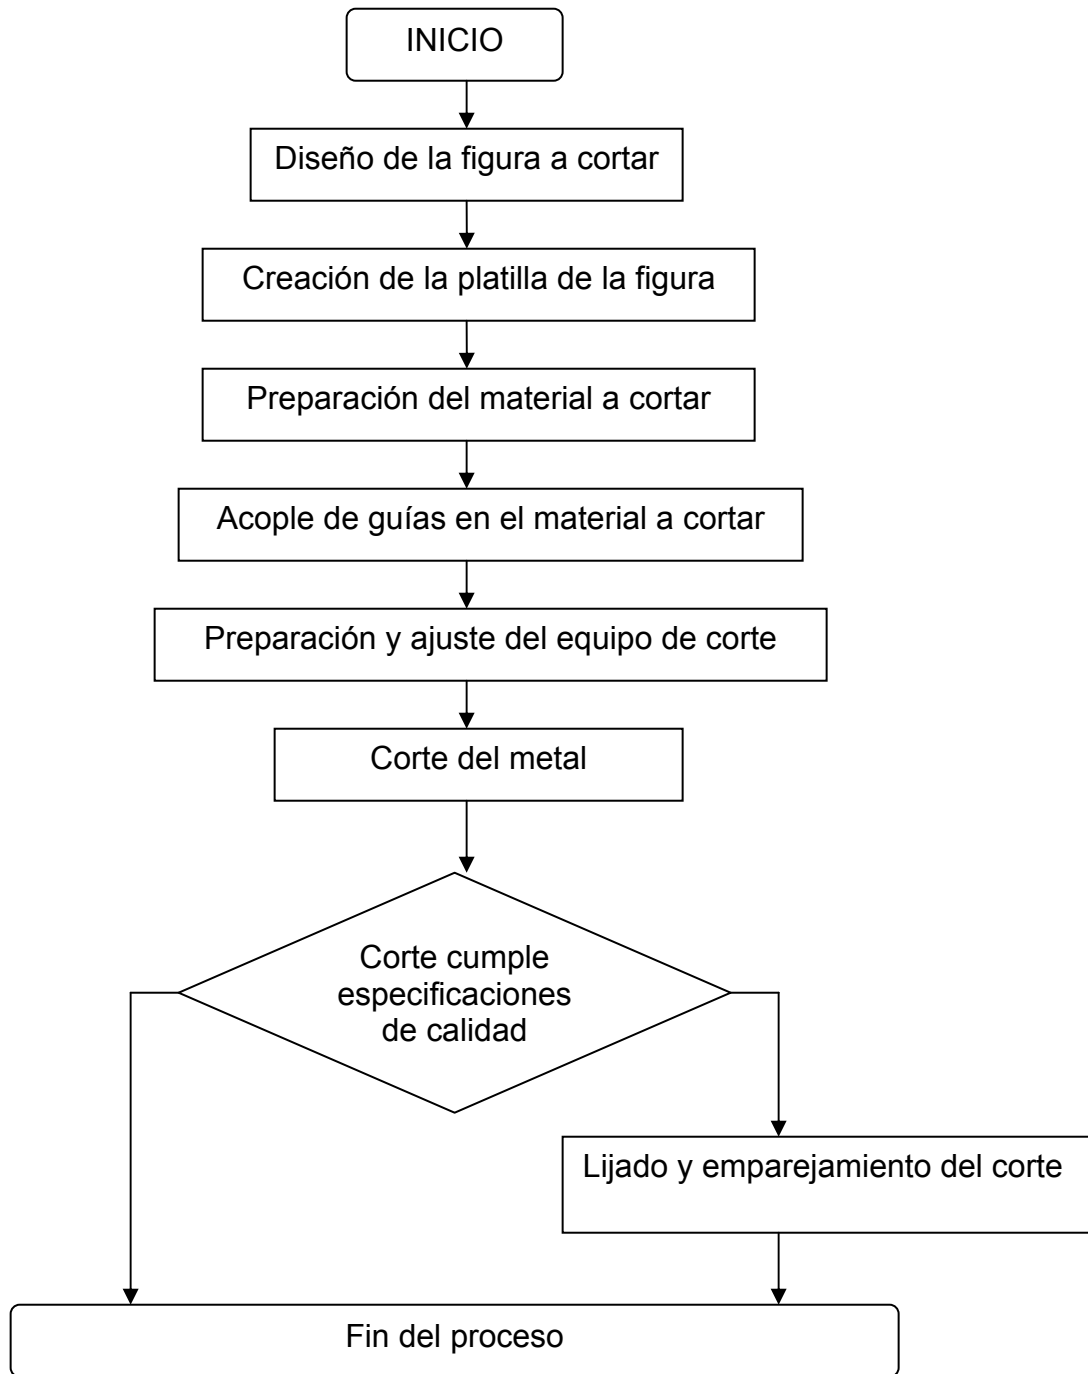 INICIO
Diseño de la figura a cortar
Creación de la platilla de la figura
Preparación del material a cortar
Acople de guías en el material a cortar
Preparación y ajuste del equipo de corte
Corte del metal
Corte cumple
especificaciones
de calidad
Lijado y emparejamiento del corte
Fin del proceso